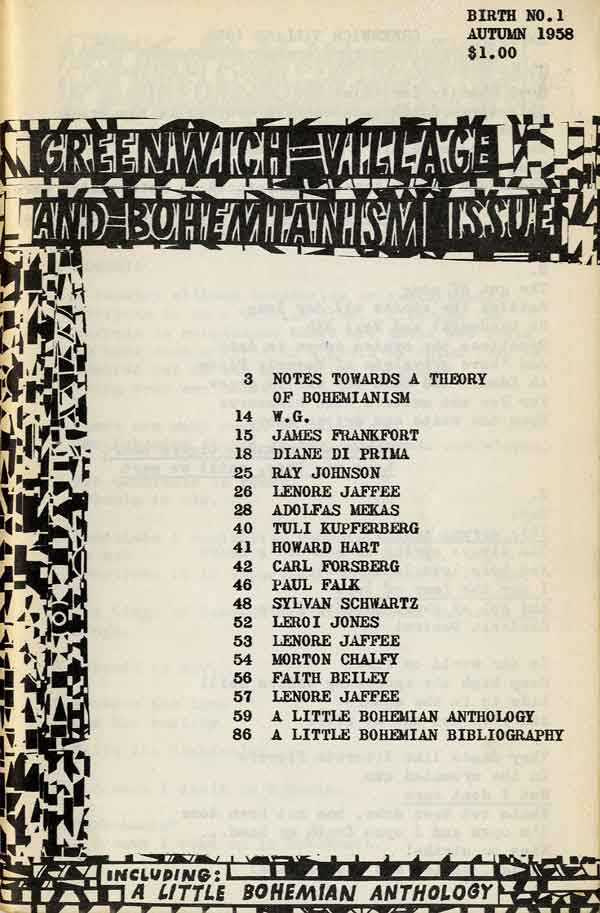 BIRTH NO.1
AUTUMN 1958
$1.00
GREENWICH VILLAGE
AND BOHEMIANISM ISSUE
3 NOTES TOWARDS A THEORY
OF BOHEMIANISM
14 W.G.
15 JAMES FRANKFORT
18 DIANE DI PRIMA
25 RAY JOHNSON
26 LENORE JAFFEE
28 ADOLFAS MEKAS
40 TULI KUPFERBERG
41 HOWARD HART
42 CARL FORSBERG
46 PAUL FALK
48 SYLVAN SCHWARTZ
52 LEROI JONES
53 LENORE JAFFEE
54 MORTON CHALFY
56 FAITH BEILEY
57 LENORE JAFFEE
59 A LITTLE BOHEMIAN ANTHOLOGY
86 A LITTLE BOHEMIAN BIBLIOGRAPHY
INCLUDING:
A LITTLE BOHEMIAN ANTHOLOGY